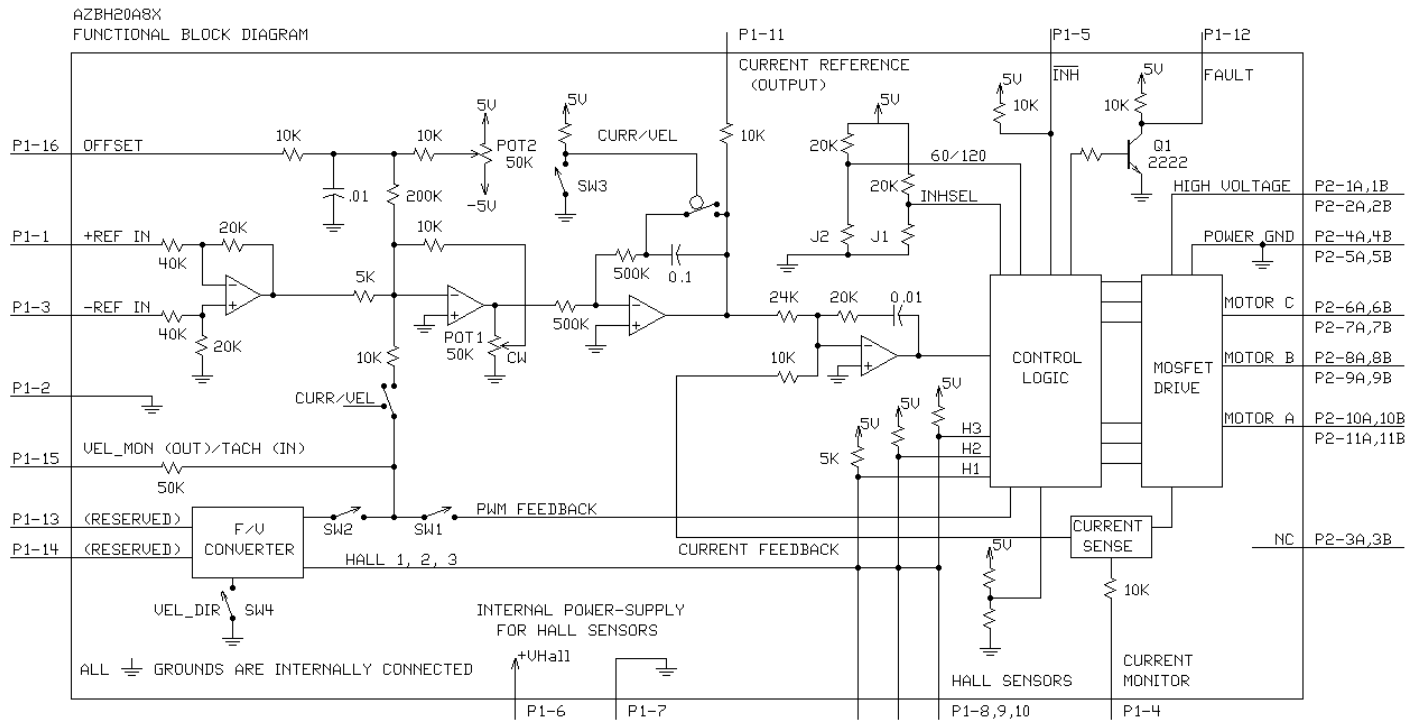 AZBH20A8X
FUNCTIONAL BLOCK DIAGRAM
P1-11
P1-5
P1-12
CURRENT REFERENCE
(OUTPUT)
INH
5V
FAULT
5V
10K
10K
5V
5V
5V
P1-16
OFFSET
10K
10K
POT2
50K
-5V
CURR/VEL
SW3
10K
20K
60/120
20K
INHSEL
Q1
2222
HIGH VOLTAGE
P2-1A,1B
P2-2A,2B
.01
200K
P1-1
+REF IN
20K
40K
10K
J2
J1
POWER GND
P2-4A,4B
P2-5A,5B
500K
0.1
5K
P1-3
-REF IN
40K
20K
500K
24K
20K
0.01
MOTOR C
P2-6A,6B
P2-7A,7B
POT1
50K
CW
10K
10K
CONTROL
LOGIC
MOSFET
DRIVE
MOTOR B
P2-8A,8B
P2-9A,9B
P1-2
CURR/VEL
5V
5V
5V
MOTOR A
P2-10A,10B
P2-11A,11B
P1-15
VEL_MON (OUT)/TACH (IN)
50K
5K
H3
H2
H1
P1-13
(RESERVED)
F/V
CONVERTER
SW2
SW1
PWM FEEDBACK
P1-14
(RESERVED)
CURRENT
SENSE
NC
P2-3A,3B
HALL 1, 2, 3
CURRENT FEEDBACK
5V
10K
VEL_DIR
SW4
INTERNAL POWER-SUPPLY
FOR HALL SENSORS
+VHall
ALL GROUNDS ARE INTERNALLY CONNECTED
HALL SENSORS
CURRENT
MONITOR
P1-6
P1-7
P1-8,9,10
P1-4